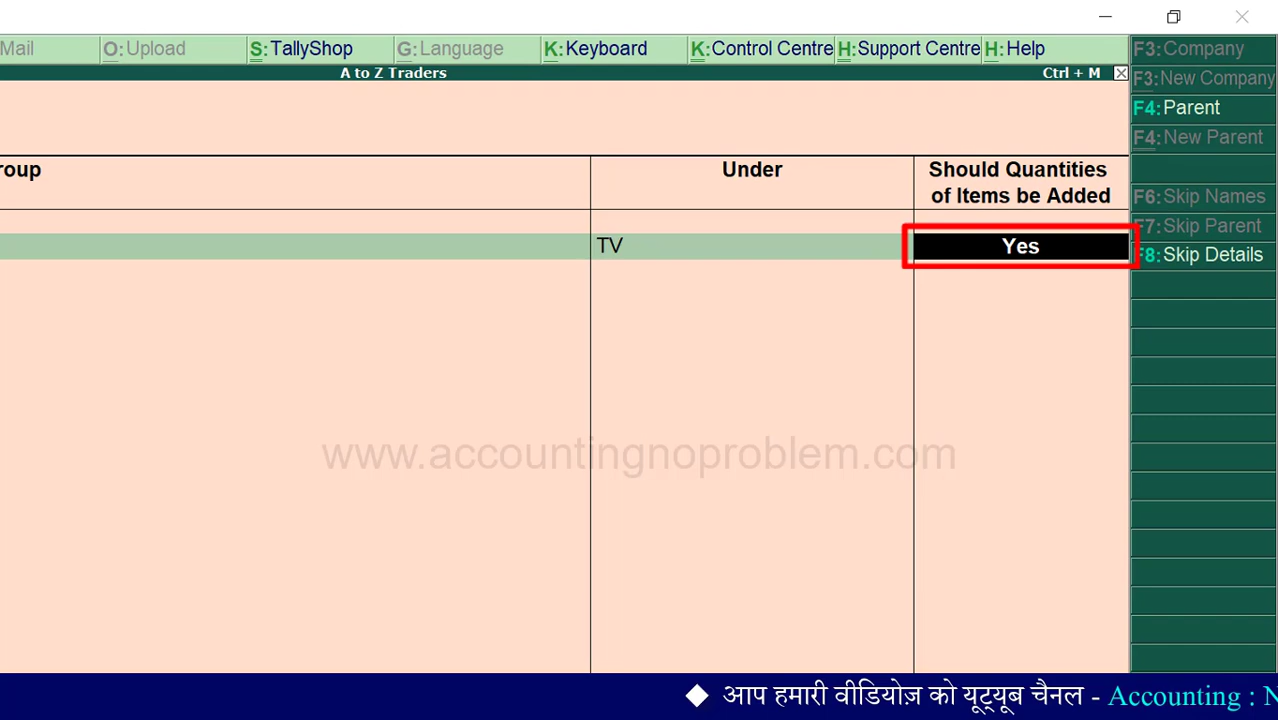 Mail O: Upload S: TallyShop G: Language K: Keyboard K: Control Centre H: Support Centre H: Help F3: Company
A to Z Traders Ctrl + M
F3: New Company
F4: Parent
F4: New Parent
roup Under Should Quantities
of Items be Added
F6: Skip Names
F7: Skip Parent
TV Yes
F8: Skip Details
www.accountingnoproblem.com
◆ आप हमारी वीडियोज़ को यूट्यूब चैनल - Accounting : N